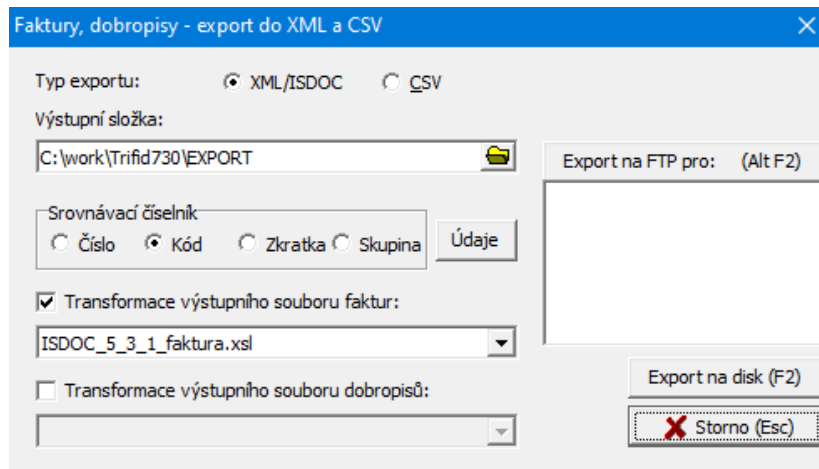 Faktury, dobropisy - export do XML a CSV
Typ exportu: XML/ISDOC CSV
Výstupní složka:
C:\work\Trifid730\EXPORT
Export na FTP pro: (Alt F2)
Srovnávací číselník
Číslo Kód Zkratka Skupina Údaje
Transformace výstupního souboru faktur:
ISDOC_5_3_1_faktura.xsl
Export na disk (F2)
Transformace výstupního souboru dobropisů:
Storno (Esc)